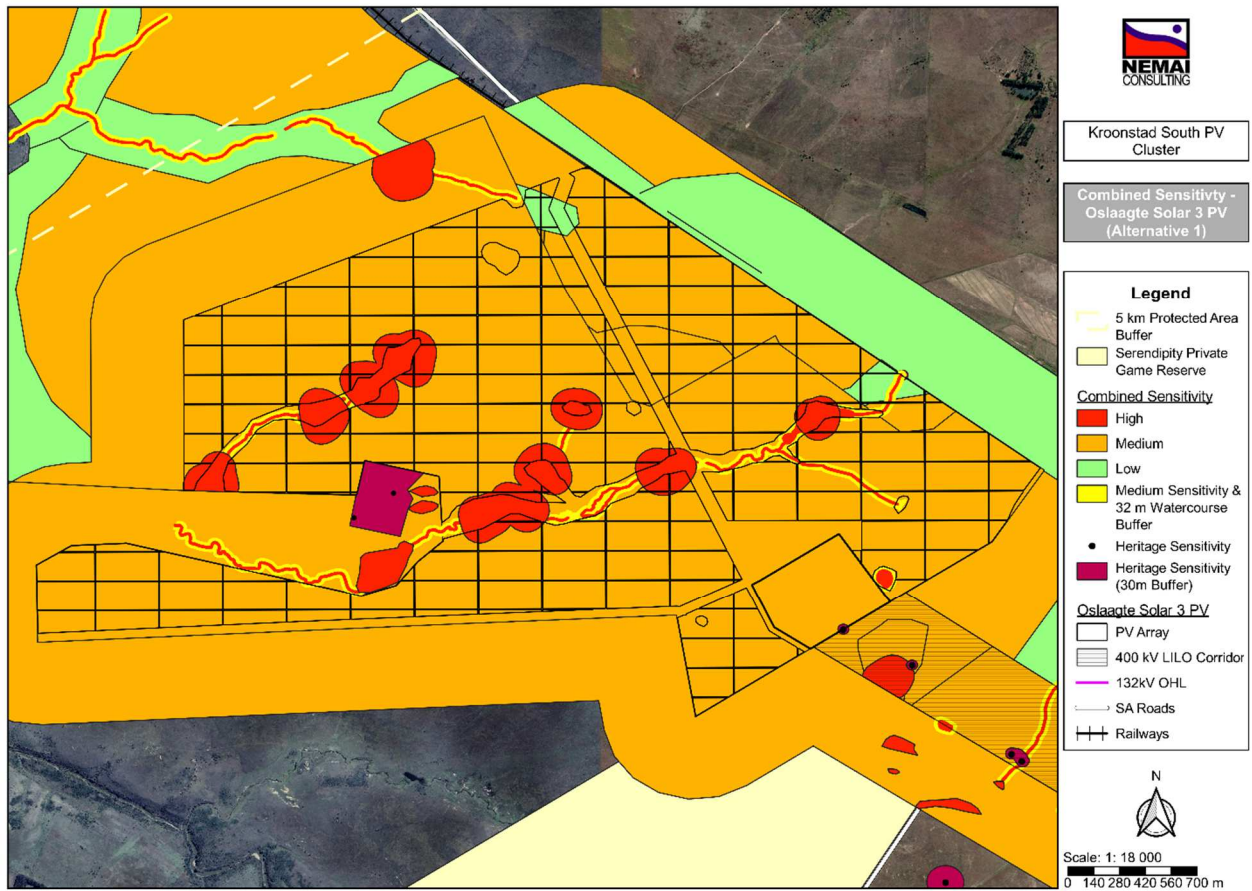 NEMAI
CONSULTING
Kroonstad South PV
Cluster
Combined Sensitivty -
Oslaagte Solar 3 PV
(Alternative 1)
Legend
5 km Protected Area
Buffer
Serendipity Private
Game Reserve
Combined Sensitivity
High
Medium
Low
Medium Sensitivity &
32 m Watercourse
Buffer
Heritage Sensitivity
Heritage Sensitivity
(30m Buffer)
Oslaagte Solar 3 PV
PV Array
400 kV LILO Corridor
132kV OHL
SA Roads
Railways
N
Scale: 1: 18 000
0 140 280 420 560 700 m